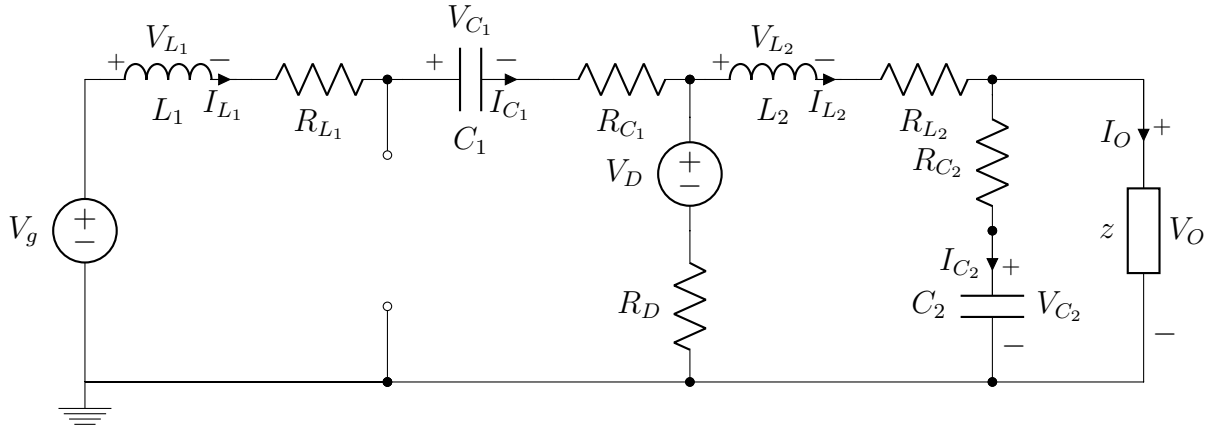 V_{C_1}
V_{L_1}
V_{L_2}
+ −
+ −
+ −
L_1
I_{L_1}
R_{L_1}
C_1
I_{C_1}
R_{C_1}
L_2
I_{L_2}
R_{L_2}
I_O
+
V_D
+
−
R_{C_2}
V_g
+
−
z
V_O
I_{C_2}
+
R_D
C_2
V_{C_2}
−
−